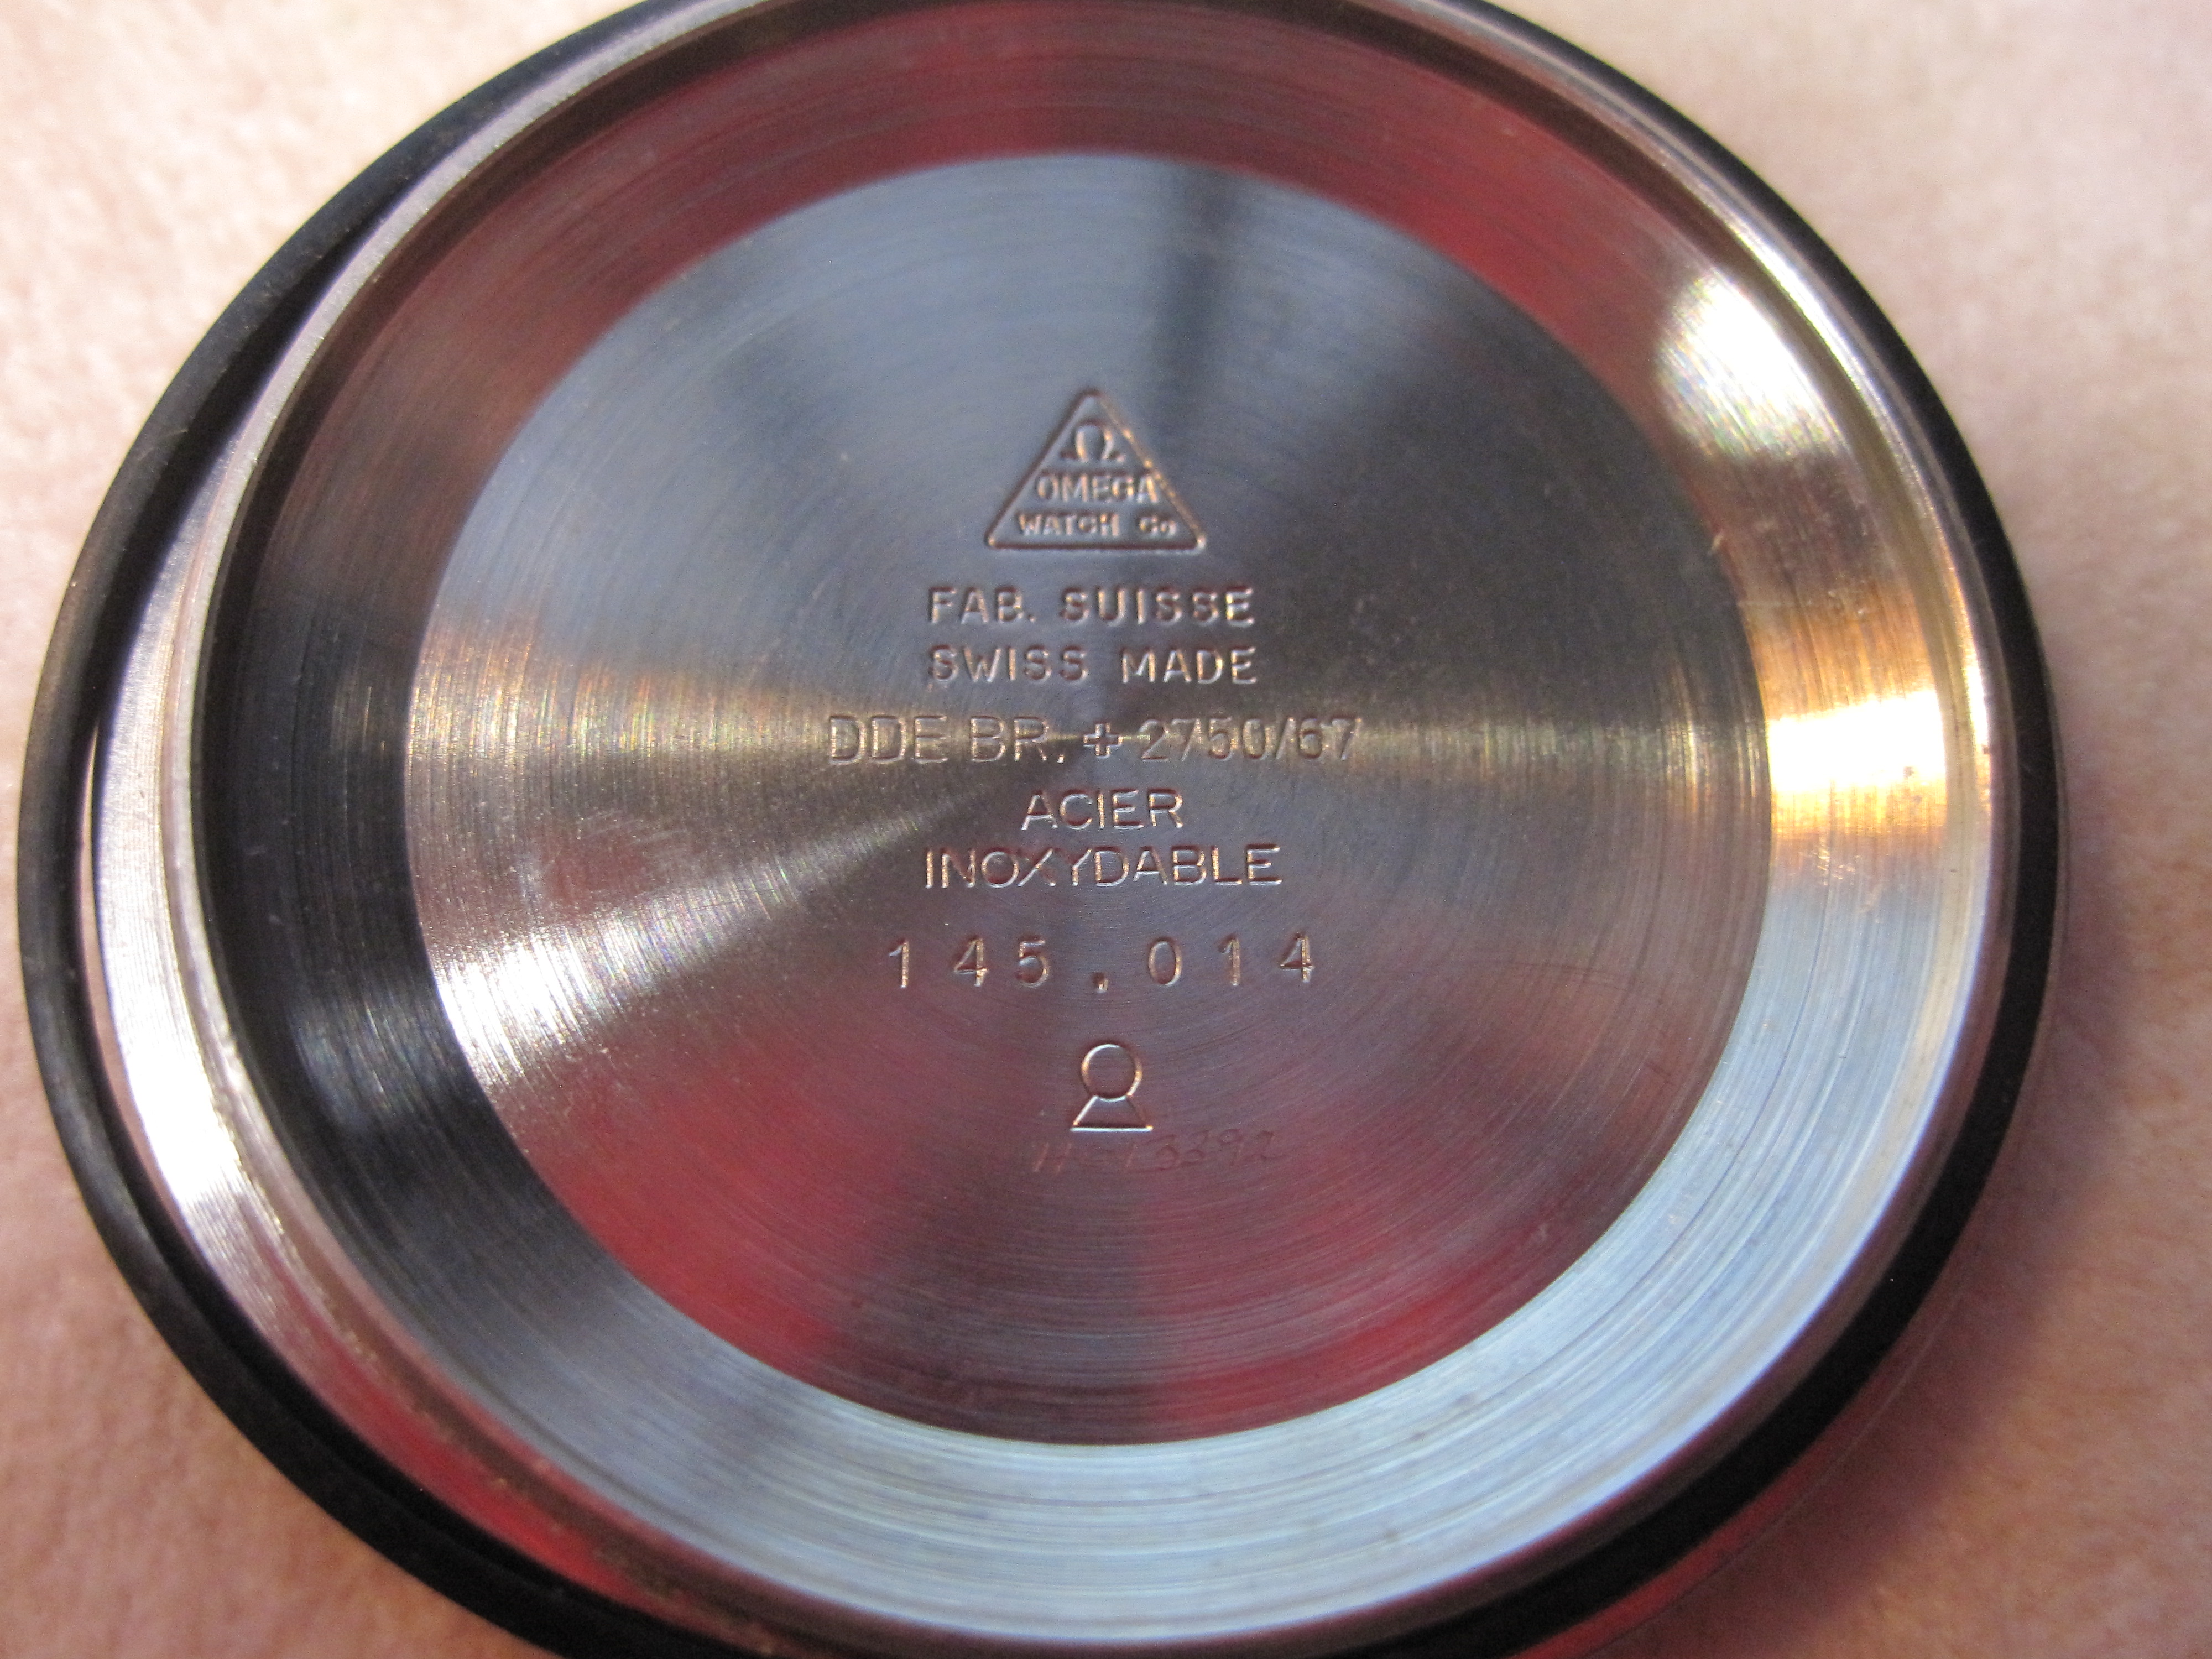 Ω
OMEGA
WATCH Co
FAB. SUISSE
SWISS MADE
DDE BR. + 2750/67
ACIER
INOXYDABLE
145.014